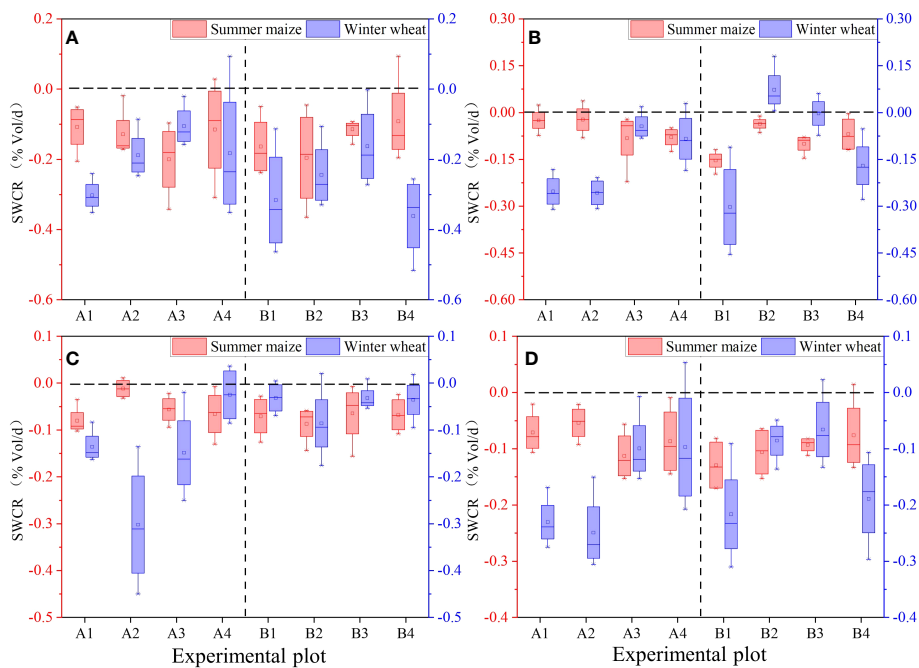 A
Summer maize
Winter wheat
SWCR （% Vol/d）
0.2
0.0
-0.2
-0.4
-0.6
0.2
0.0
-0.2
-0.4
-0.6
A1 A2 A3 A4 B1 B2 B3 B4
B
Summer maize
Winter wheat
SWCR （% Vol/d）
0.30
0.15
0.00
-0.15
-0.30
-0.45
-0.60
0.30
0.15
0.00
-0.15
-0.30
-0.45
-0.60
A1 A2 A3 A4 B1 B2 B3 B4
C
Summer maize
Winter wheat
SWCR （% Vol/d）
0.1
0.0
-0.1
-0.2
-0.3
-0.4
-0.5
0.1
0.0
-0.1
-0.2
-0.3
-0.4
-0.5
A1 A2 A3 A4 B1 B2 B3 B4
Experimental plot
D
Summer maize
Winter wheat
SWCR （% Vol/d）
0.1
0.0
-0.1
-0.2
-0.3
-0.4
0.1
0.0
-0.1
-0.2
-0.3
-0.4
A1 A2 A3 A4 B1 B2 B3 B4
Experimental plot